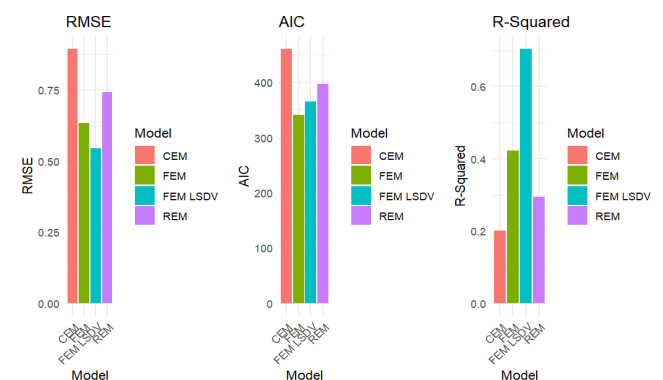 RMSE
RMSE
0.75
0.50
0.25
0.00
CEM
FEM
FEM LSDV
REM
Model
Model
CEM
FEM
FEM LSDV
REM
AIC
AIC
400
300
200
100
0
CEM
FEM
FEM LSDV
REM
Model
Model
CEM
FEM
FEM LSDV
REM
R-Squared
R-Squared
0.6
0.4
0.2
0.0
CEM
FEM
FEM LSDV
REM
Model
Model
CEM
FEM
FEM LSDV
REM